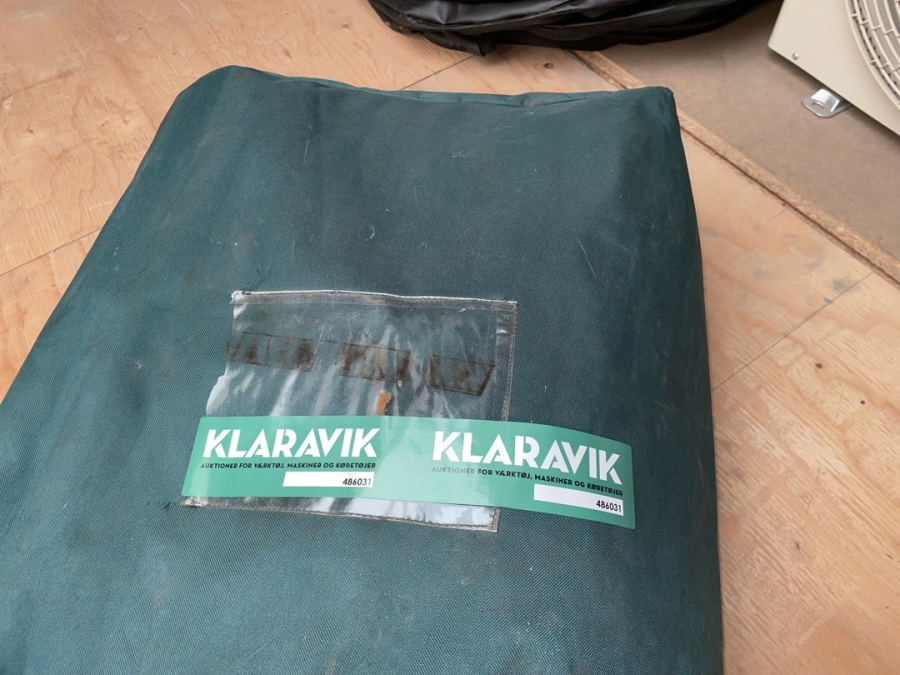 KLARAVIK
AUKTIONER FOR VÆRKTØJ, MASKINER OG KØRETØJER
486031
KLARAVIK
AUKTIONER FOR VÆRKTØJ, MASKINER OG KØRETØJER
486031